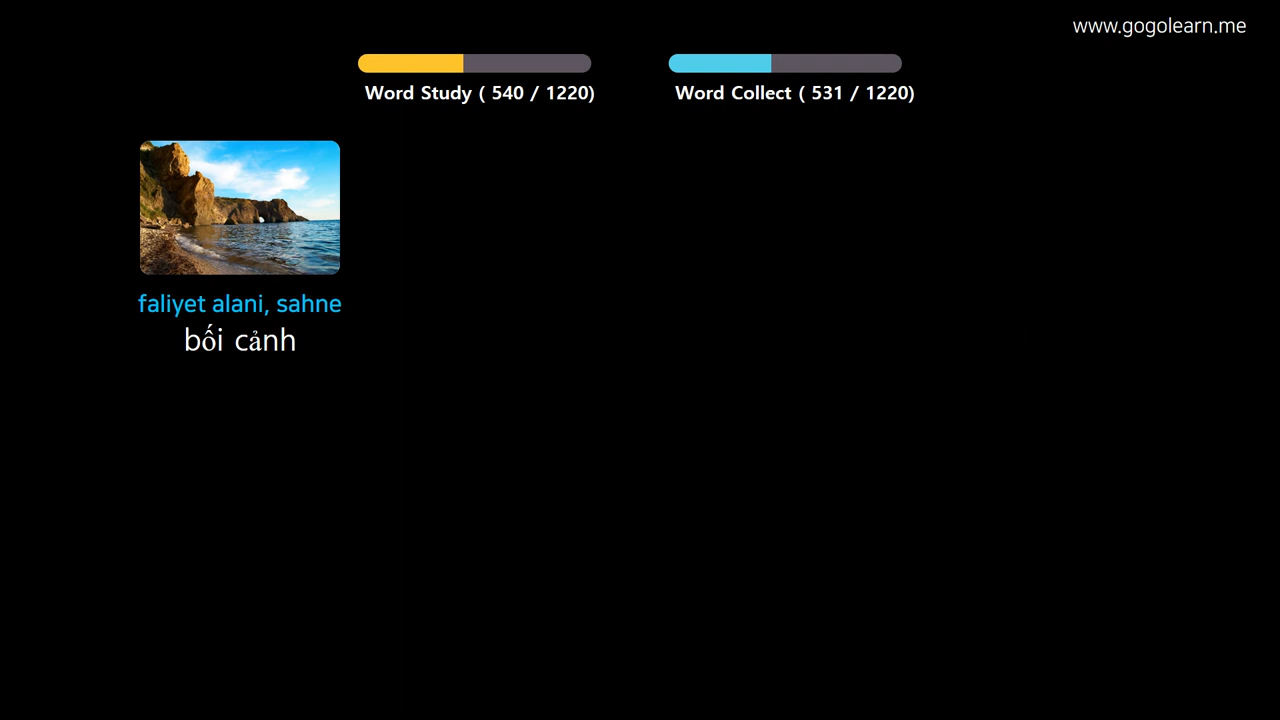 www.gogolearn.me
Word Study ( 540 / 1220)
Word Collect ( 531 / 1220)
faliyet alani, sahne
bối cảnh